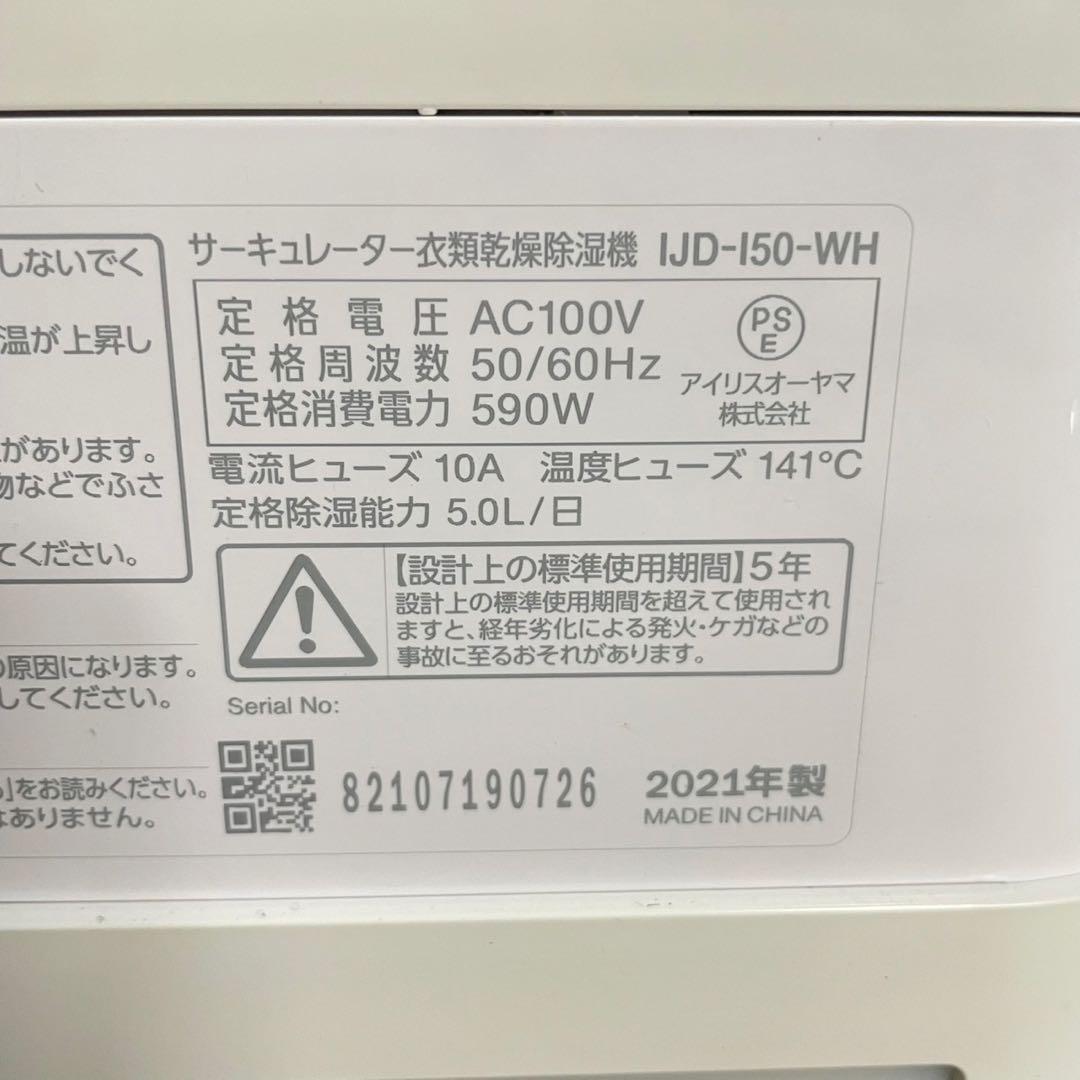 しないでく
温が上昇し
があります。
物などでふさ
てください。
の原因になります。
してください。
」をお読みください。
はありません。
サーキュレーター衣類乾燥除湿機 IJD-I50-WH
定格電圧 AC100V
定格周波数 50/60Hz
定格消費電力 590W
PS
E
アイリスオーヤマ
株式会社
電流ヒューズ 10A 温度ヒューズ 141℃
定格除湿能力 5.0L/日
【設計上の標準使用期間】5年
設計上の標準使用期間を超えて使用され
ますと、経年劣化による発火・ケガなどの
事故に至るおそれがあります。
Serial No:
82107190726
2021年製
MADE IN CHINA